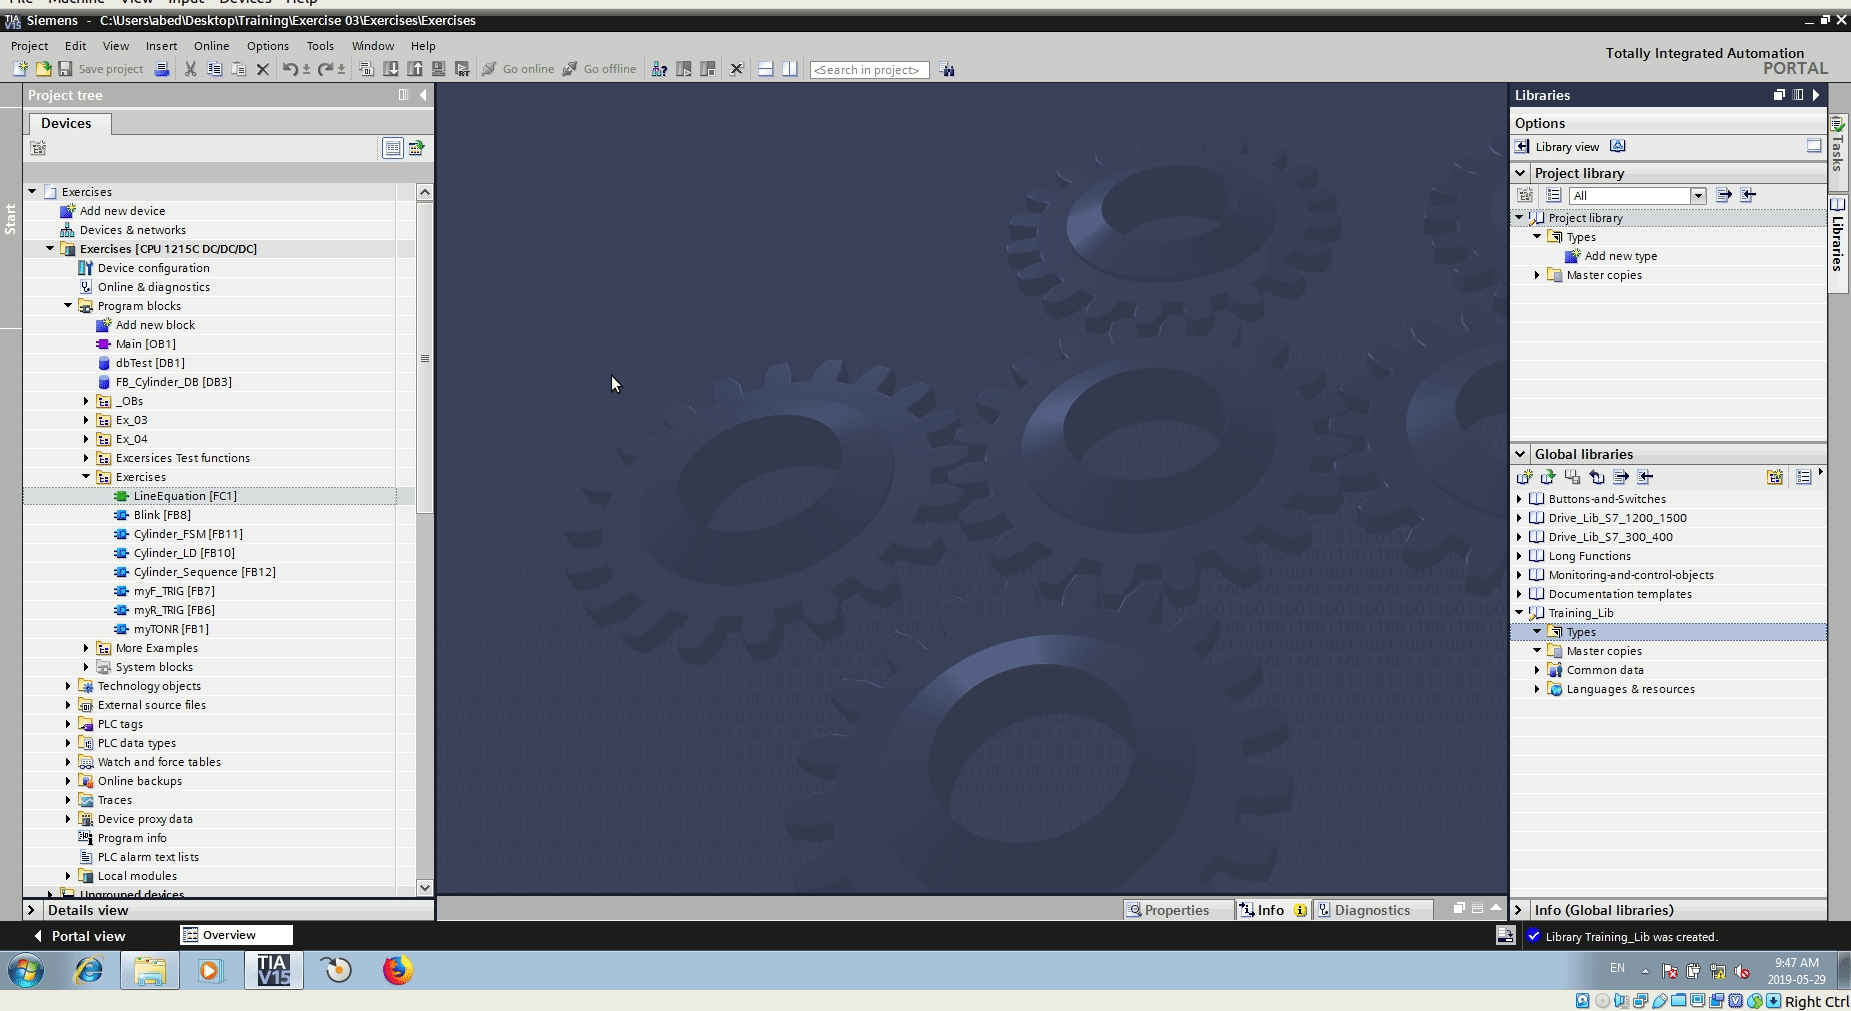 File Machine View Input Devices Help
Siemens - C:\Users\abed\Desktop\Training\Exercise 03\Exercises\Exercises
Project Edit View Insert Online Options Tools Window Help
Totally Integrated Automation
PORTAL
Save project
Go online
Go offline
<Search in project>
Project tree
Devices
Start
Exercises
Add new device
Devices & networks
Exercises [CPU 1215C DC/DC/DC]
Device configuration
Online & diagnostics
Program blocks
Add new block
Main [OB1]
dbTest [DB1]
FB_Cylinder_DB [DB3]
_OBs
Ex_03
Ex_04
Excersices Test functions
Exercises
LineEquation [FC1]
Blink [FB8]
Cylinder_FSM [FB11]
Cylinder_LD [FB10]
Cylinder_Sequence [FB12]
myF_TRIG [FB7]
myR_TRIG [FB6]
myTONR [FB1]
More Examples
System blocks
Technology objects
External source files
PLC tags
PLC data types
Watch and force tables
Online backups
Traces
Device proxy data
Program info
PLC alarm text lists
Local modules
Ungrouped devices
Details view
Libraries
Options
Library view
Project library
All
Project library
Types
Add new type
Master copies
Global libraries
Buttons-and-Switches
Drive_Lib_S7_1200_1500
Drive_Lib_S7_300_400
Long Functions
Monitoring-and-control-objects
Documentation templates
Training_Lib
Types
Master copies
Common data
Languages & resources
Info (Global libraries)
Tasks
Libraries
Properties
Info
Diagnostics
Portal view
Overview
Library Training_Lib was created.
TIA
V15
EN
9:47 AM
2019-05-29
Right Ctrl